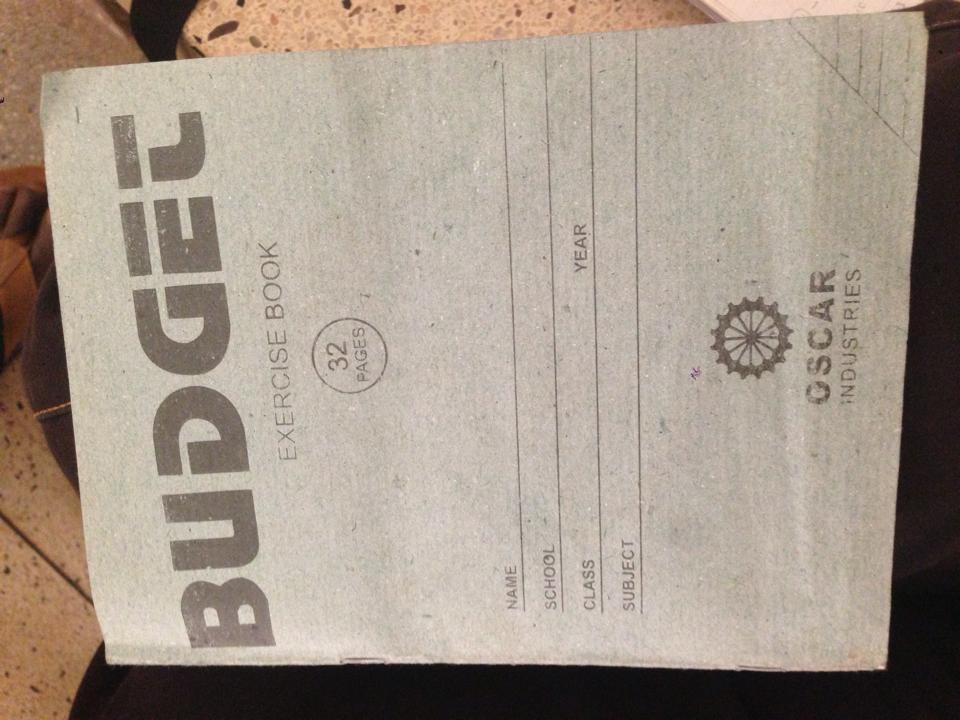 BUDGET
EXERCISE BOOK
32
PAGES
NAME
SCHOOL
CLASS YEAR
SUBJECT
OSCAR
INDUSTRIES